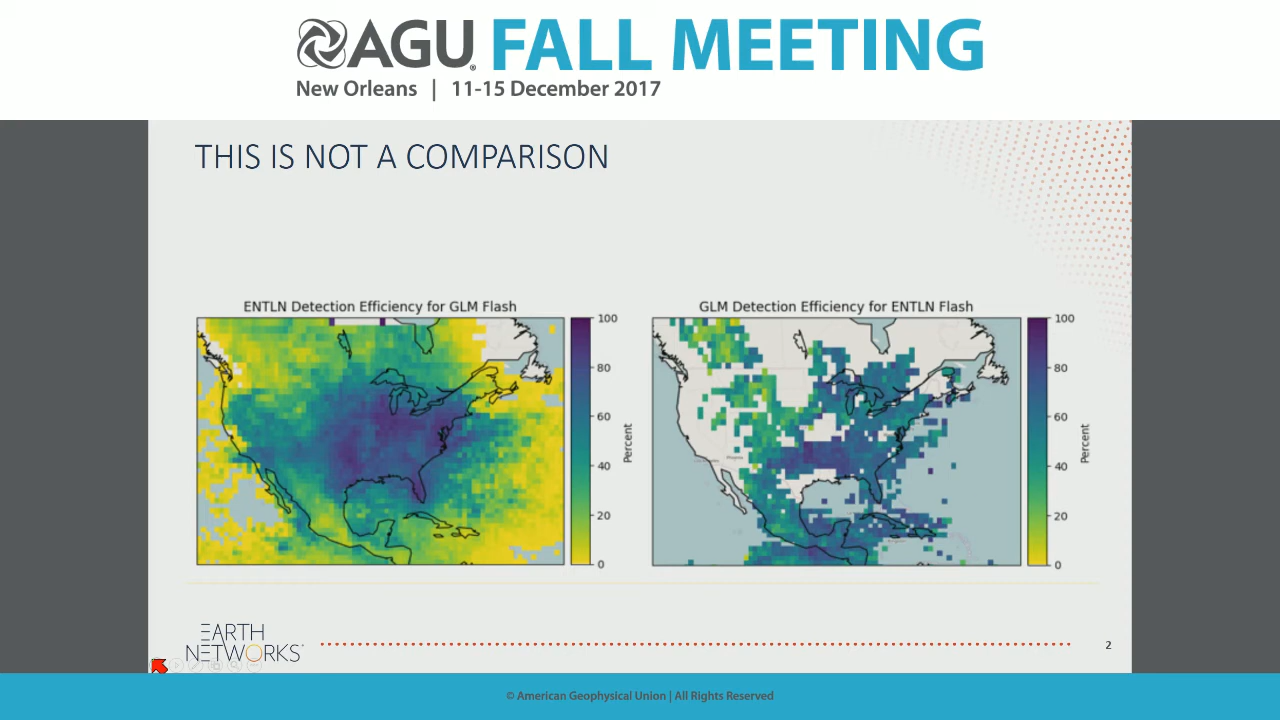 AGU FALL MEETING
New Orleans | 11-15 December 2017
THIS IS NOT A COMPARISON
ENTLN Detection Efficiency for GLM Flash
100
80
60
40
20
0
Percent
GLM Detection Efficiency for ENTLN Flash
100
80
60
40
20
0
Percent
EARTH
NETWORKS
2
© American Geophysical Union | All Rights Reserved